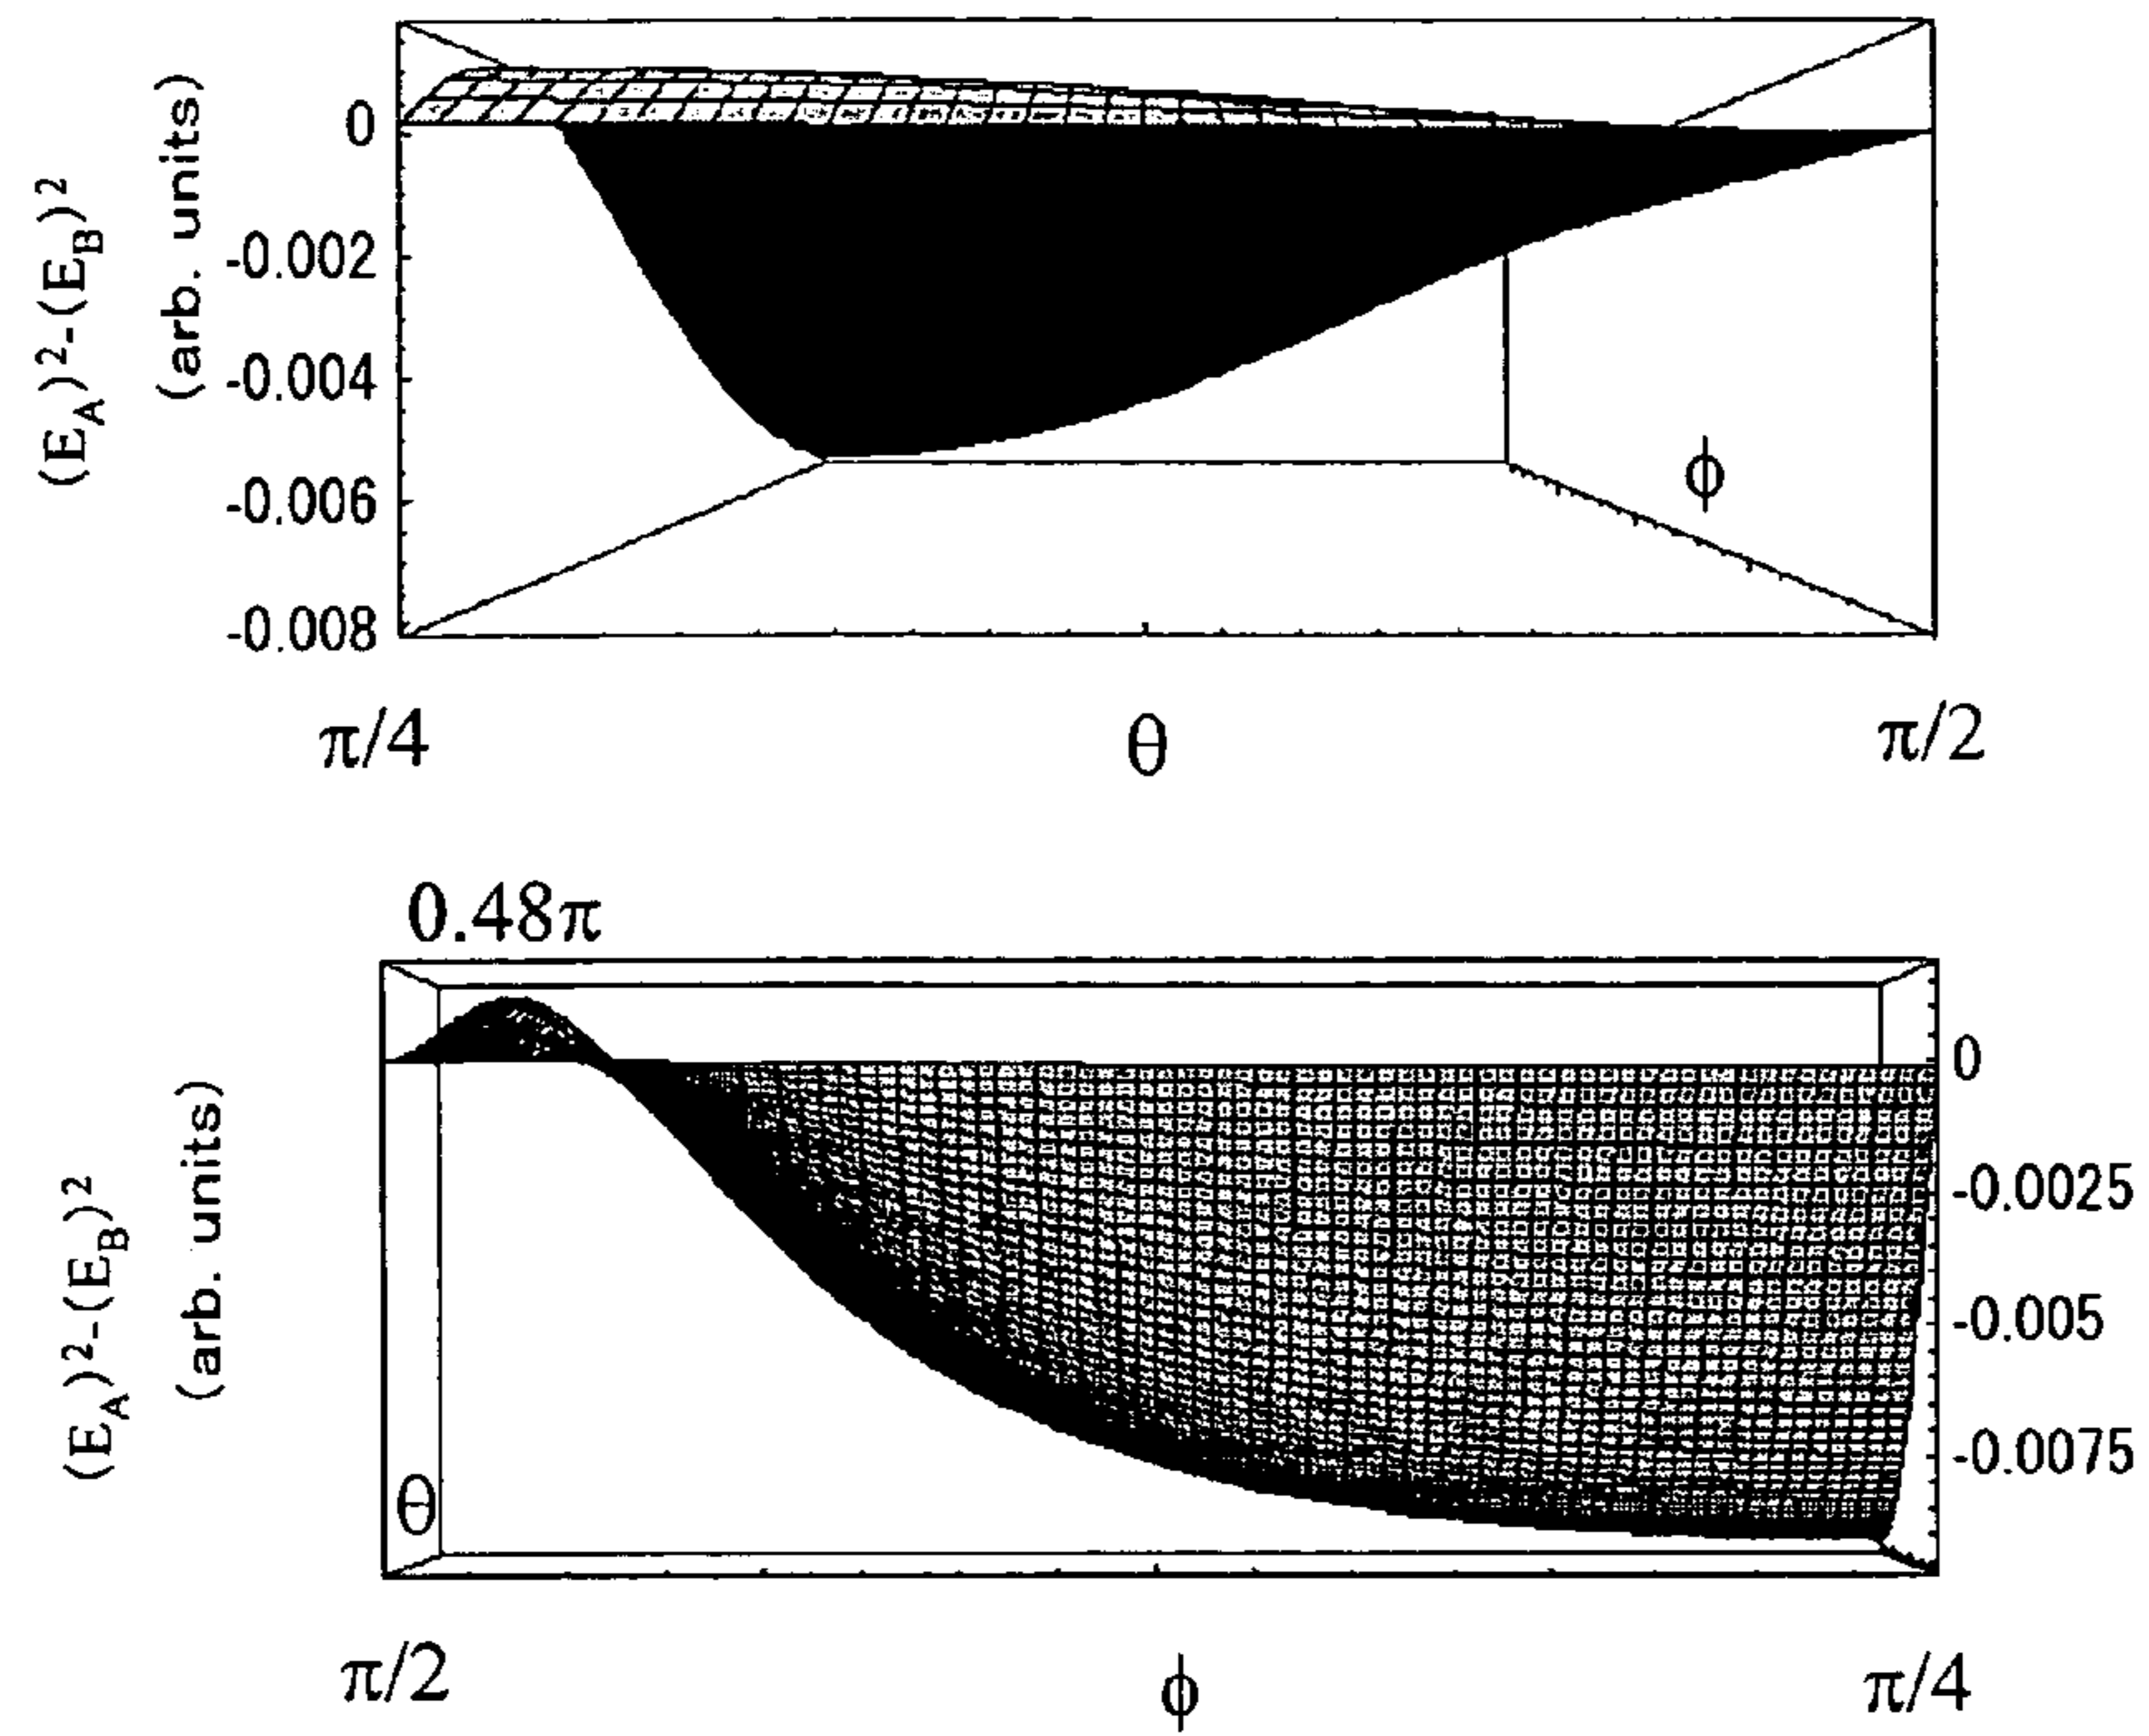 (E_A)^2-(E_B)^2
(arb. units)
0
-0.002
-0.004
-0.006
-0.008
ϕ
π/4
θ
π/2
0.48π
(E_A)^2-(E_B)^2
(arb. units)
0
-0.0025
-0.005
-0.0075
θ
π/2
ϕ
π/4